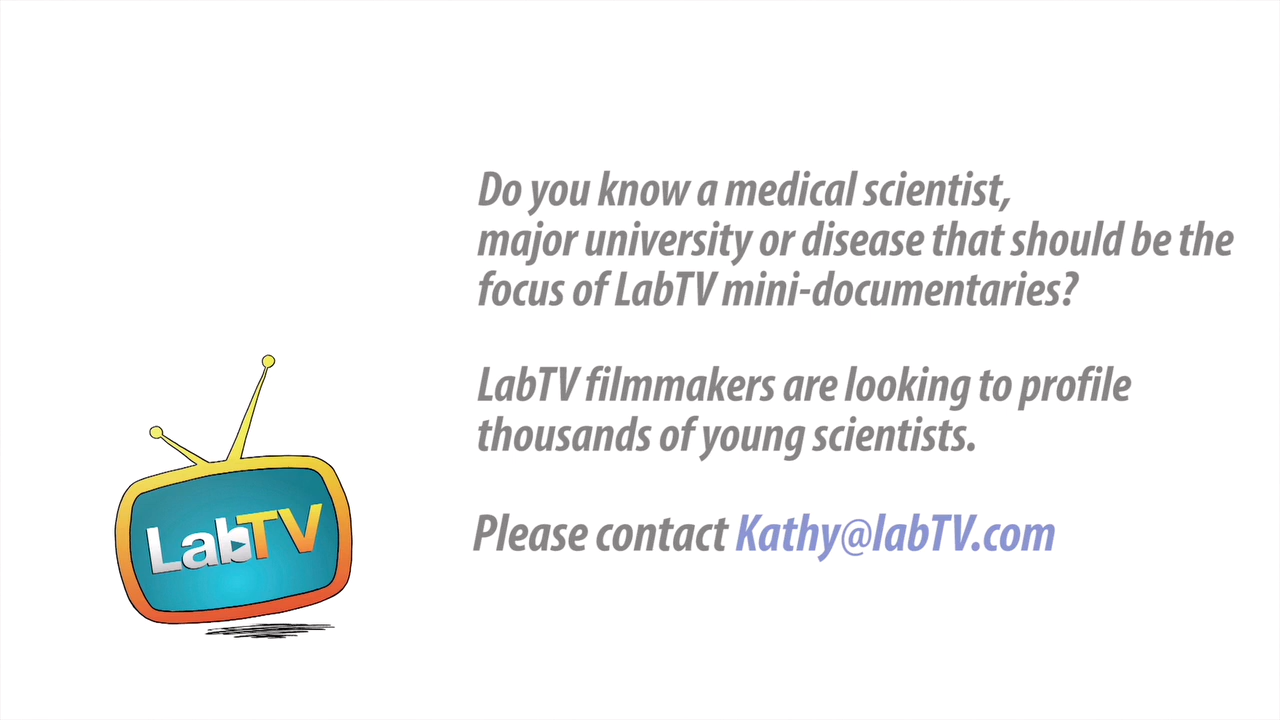 Do you know a medical scientist,
major university or disease that should be the
focus of LabTV mini-documentaries?
LabTV filmmakers are looking to profile
thousands of young scientists.
LabTV
Please contact Kathy@labTV.com